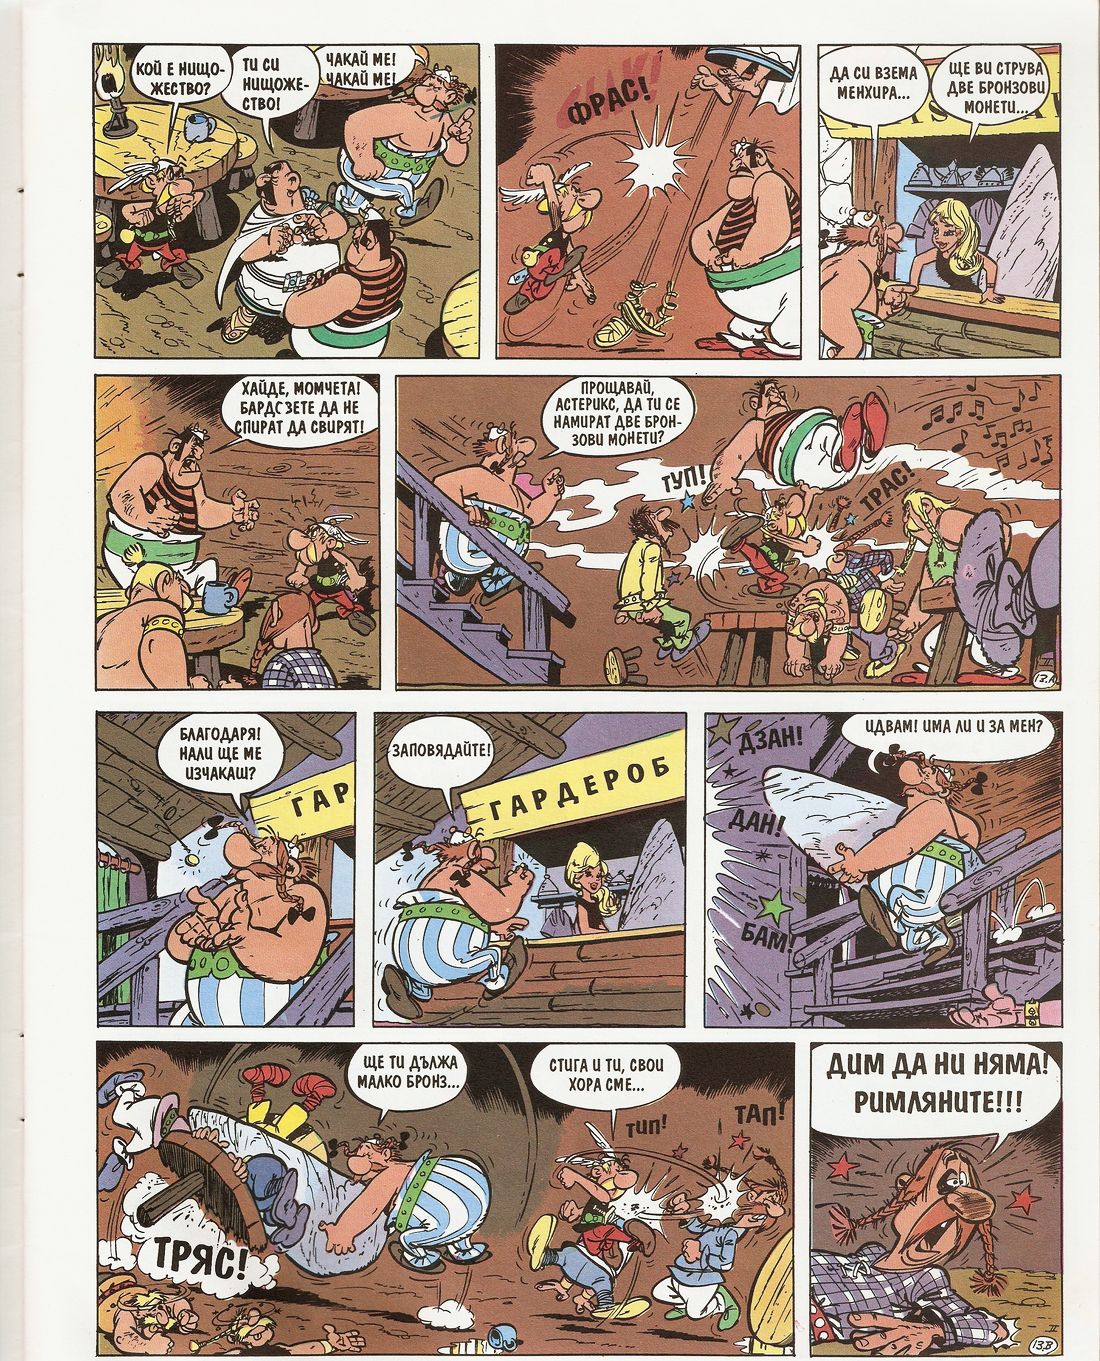 КОЙ Е НИЩО-
ЖЕСТВО?
ТИ СИ
НИЩОЖЕ-
СТВО!
ЧАКАЙ МЕ!
ЧАКАЙ МЕ!
ФРАС!
ДА СИ ВЗЕМА
МЕНХИРА...
ЩЕ ВИ СТРУВА
ДВЕ БРОНЗОВИ
МОНЕТИ...
ХАЙДЕ, МОМЧЕТА!
БАРДОВЕТЕ ДА НЕ
СПИРАТ ДА СВИРЯТ!
ПРОЩАВАЙ,
АСТЕРИКС, ДА ТИ СЕ
НАМИРАТ ДВЕ БРОН-
ЗОВИ МОНЕТИ?
ТУП!
ТРАС!
13.A
БЛАГОДАРЯ!
НАЛИ ЩЕ МЕ
ИЗЧАКАШ?
ГАР
ЗАПОВЯДАЙТЕ!
ГАРДЕРОБ
ДЗАН!
ДАН!
БАМ!
ИДВАМ! ИМА ЛИ И ЗА МЕН?
ЩЕ ТИ ДЪЛЖА
МАЛКО БРОНЗ...
ТРЯС!
СТИГА И ТИ, СВОИ
ХОРА СМЕ...
ТИП!
ТАП!
ДИМ ДА НИ НЯМА!
РИМЛЯНИТЕ!!!
13.B